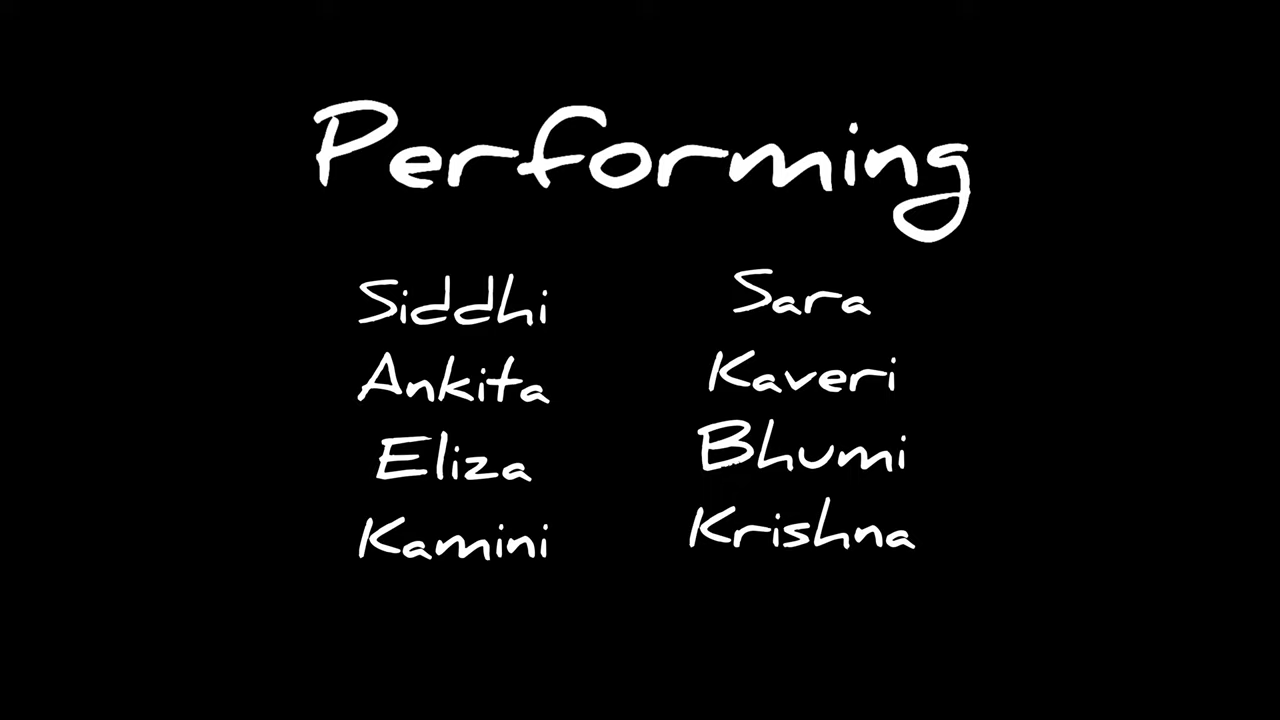 Performing
Siddhi
Ankita
Eliza
Kamini
Sara
Kaveri
Bhumi
Krishna